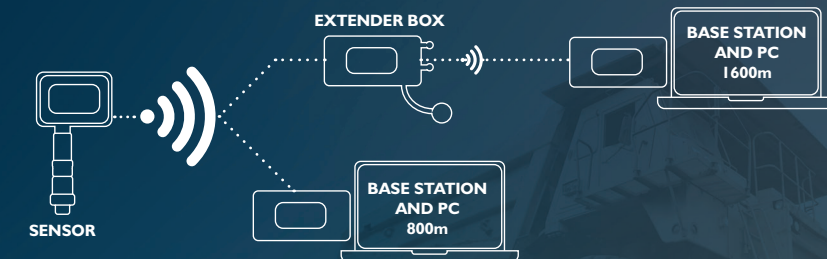 EXTENDER BOX
BASE STATION
AND PC
1600m
SENSOR
BASE STATION
AND PC
800m